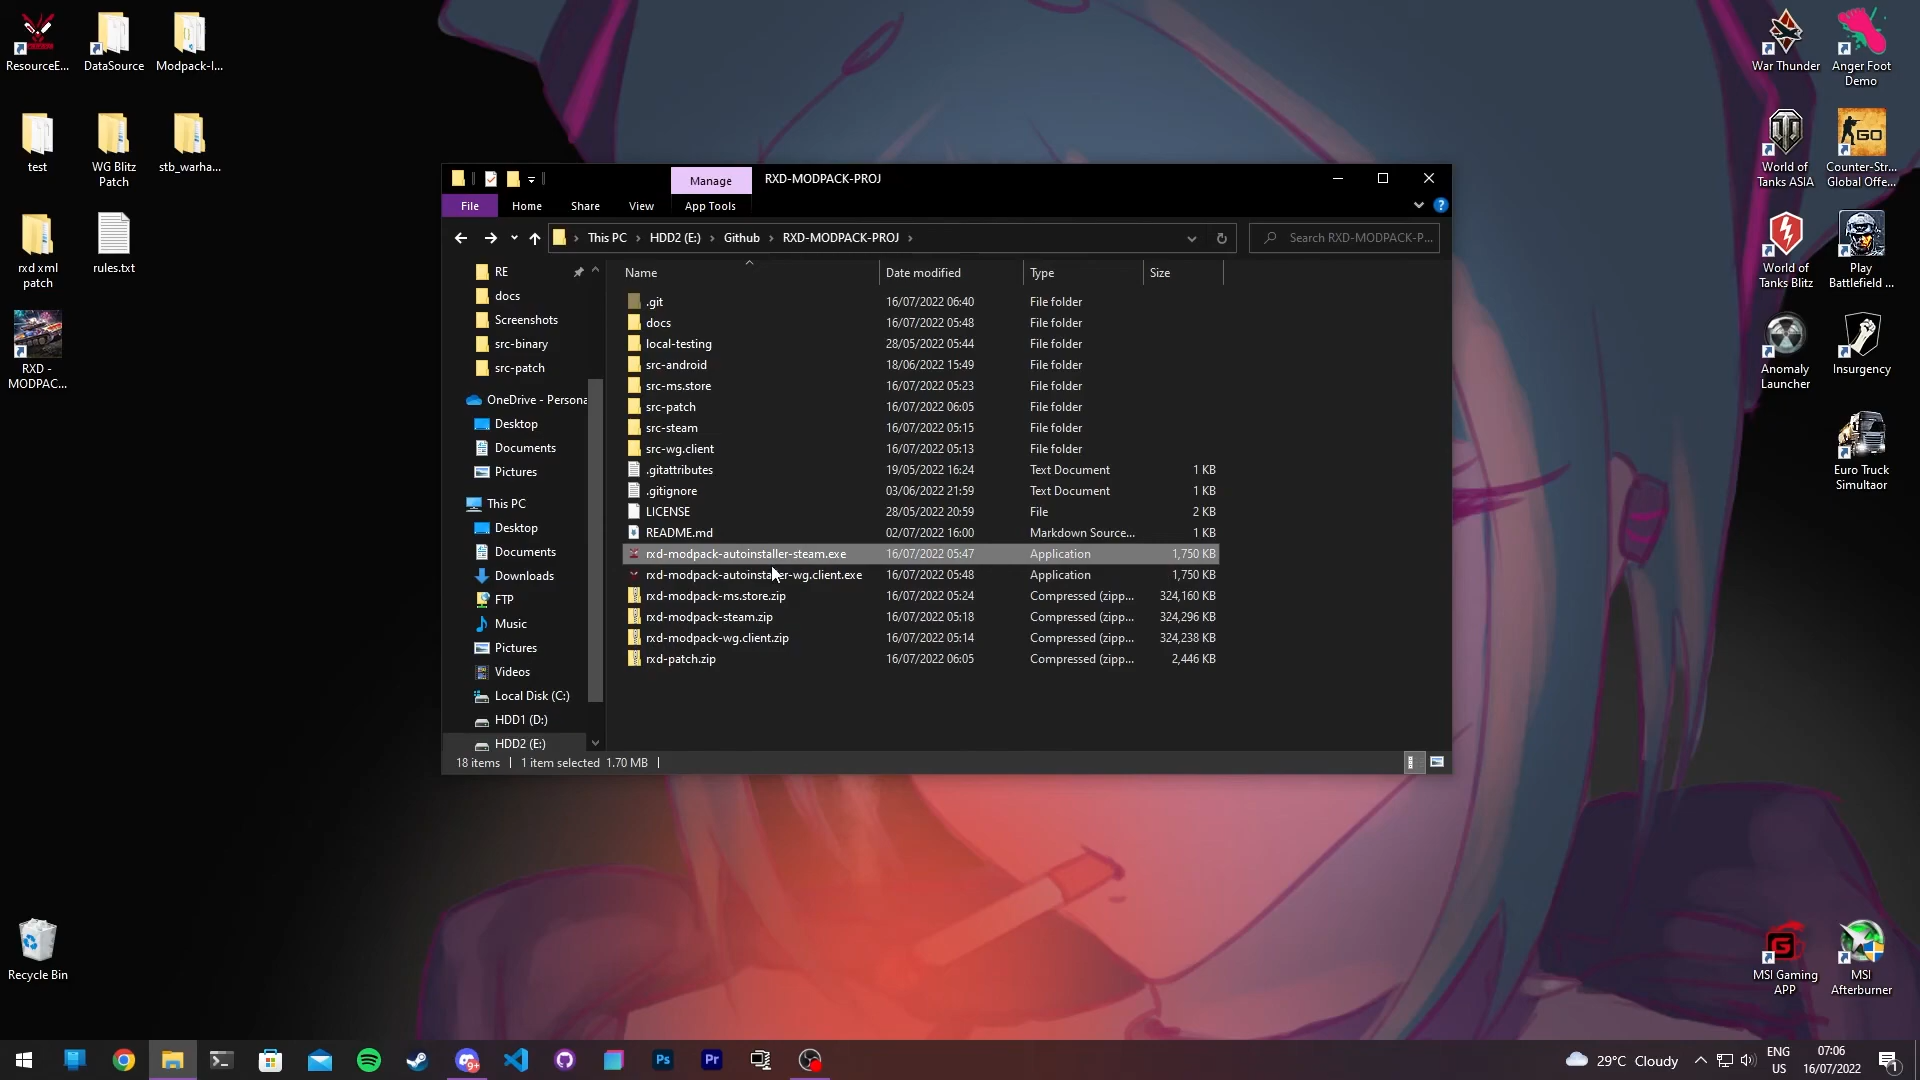 ResourceE...
DataSource
Modpack-I...
test
WG Blitz
Patch
stb_warha...
rxd xml
patch
rules.txt
RXD -
MODPAC...
Recycle Bin
Manage
RXD-MODPACK-PROJ
File
Home
Share
View
App Tools
This PC
HDD2 (E:)
Github
RXD-MODPACK-PROJ
Search RXD-MODPACK-P...
RE
docs
Screenshots
src-binary
src-patch
OneDrive - Persona
Desktop
Documents
Pictures
This PC
Desktop
Documents
Downloads
FTP
Music
Pictures
Videos
Local Disk (C:)
HDD1 (D:)
HDD2 (E:)
Name Date modified Type Size
.git 16/07/2022 06:40 File folder
docs 16/07/2022 05:48 File folder
local-testing 28/05/2022 05:44 File folder
src-android 18/06/2022 15:49 File folder
src-ms.store 16/07/2022 05:23 File folder
src-patch 16/07/2022 06:05 File folder
src-steam 16/07/2022 05:15 File folder
src-wg.client 16/07/2022 05:13 File folder
.gitattributes 19/05/2022 16:24 Text Document 1 KB
.gitignore 03/06/2022 21:59 Text Document 1 KB
LICENSE 28/05/2022 20:59 File 2 KB
README.md 02/07/2022 16:00 Markdown Source... 1 KB
rxd-modpack-autoinstaller-steam.exe 16/07/2022 05:47 Application 1,750 KB
rxd-modpack-autoinstaller-wg.client.exe 16/07/2022 05:48 Application 1,750 KB
rxd-modpack-ms.store.zip 16/07/2022 05:24 Compressed (zipp... 324,160 KB
rxd-modpack-steam.zip 16/07/2022 05:18 Compressed (zipp... 324,296 KB
rxd-modpack-wg.client.zip 16/07/2022 05:14 Compressed (zipp... 324,238 KB
rxd-patch.zip 16/07/2022 06:05 Compressed (zipp... 2,446 KB
18 items 1 item selected 1.70 MB
War Thunder
Anger Foot
Demo
World of
Tanks ASIA
GO
Counter-Str...
Global Offe...
World of
Tanks Blitz
Play
Battlefield ...
Anomaly
Launcher
Insurgency
Euro Truck
Simultaor
MSI Gaming
APP
MSI
Afterburner
Ps
Pr
9+
29°C Cloudy
ENG
US
07:06
16/07/2022
1